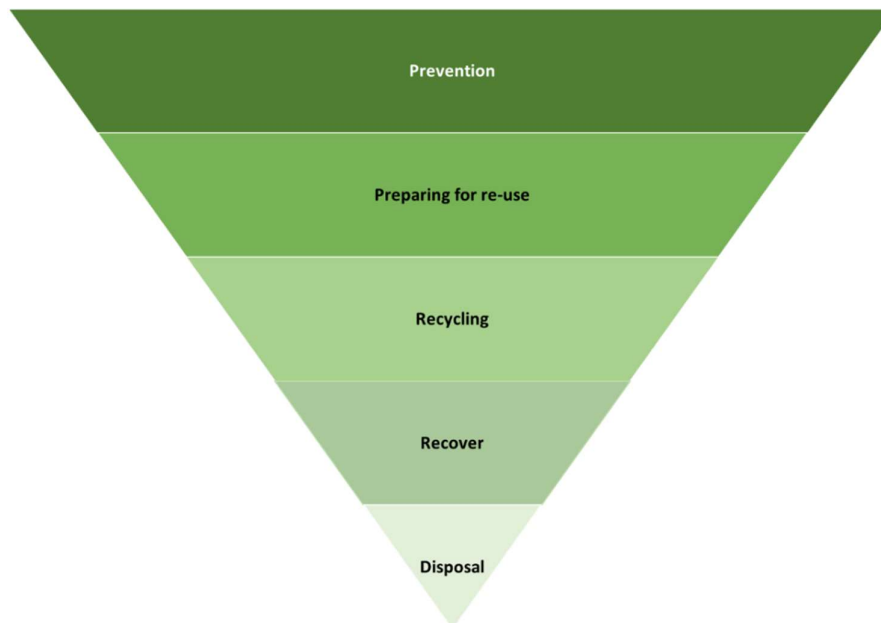 Prevention
Preparing for re-use
Recycling
Recover
Disposal